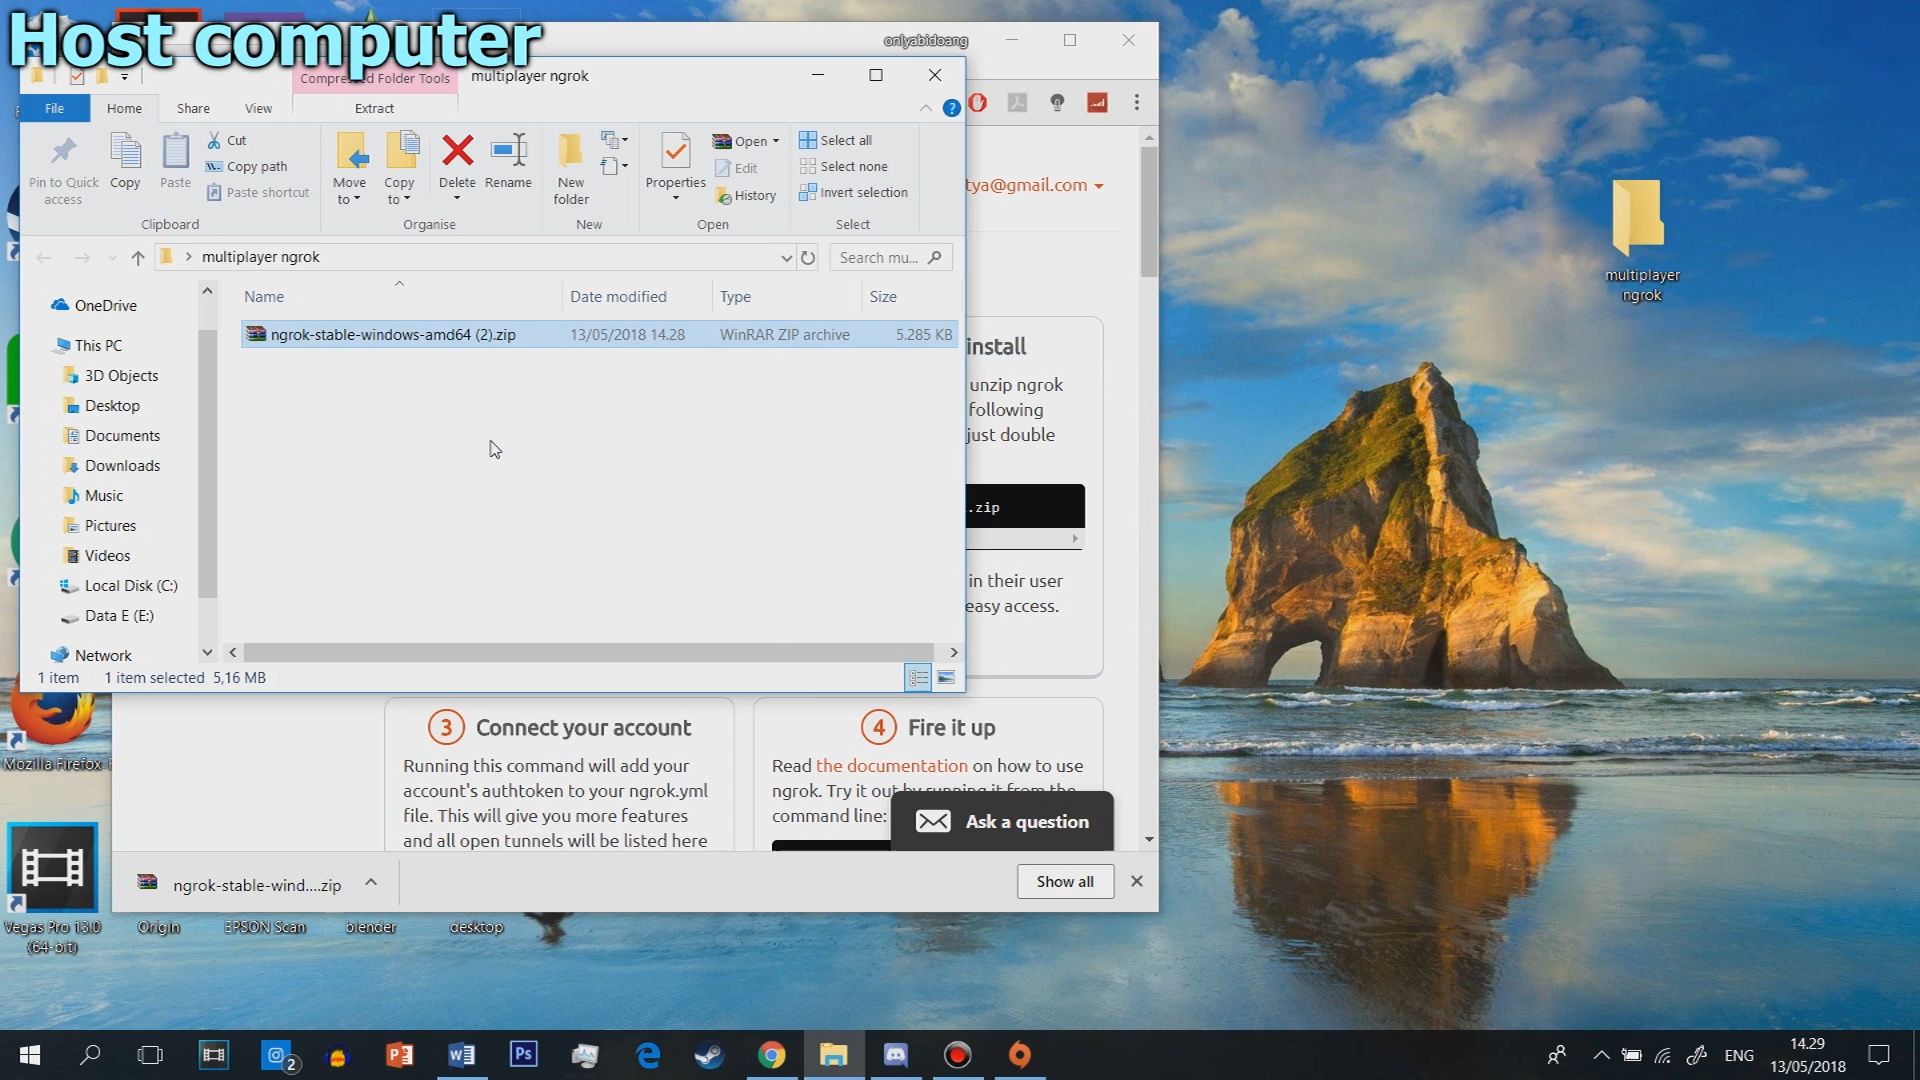 Host computer
onlyabidoang
Compressed Folder Tools
multiplayer ngrok
File
Home
Share
View
Extract
Pin to Quick access
Copy
Paste
Cut
Copy path
Paste shortcut
Clipboard
Move to
Copy to
Delete
Rename
Organise
New folder
New
Properties
Open
Edit
History
Open
Select all
Select none
Invert selection
Select
tya@gmail.com
multiplayer ngrok
Search mu...
Name
Date modified
Type
Size
ngrok-stable-windows-amd64 (2).zip
13/05/2018 14.28
WinRAR ZIP archive
5.285 KB
OneDrive
This PC
3D Objects
Desktop
Documents
Downloads
Music
Pictures
Videos
Local Disk (C:)
Data E (E:)
Network
1 item
1 item selected 5,16 MB
install
unzip ngrok
following
just double
.zip
in their user
easy access.
3 Connect your account
Running this command will add your
account's authtoken to your ngrok.yml
file. This will give you more features
and all open tunnels will be listed here
4 Fire it up
Read the documentation on how to use
ngrok. Try it out by running it from the
command line:
Ask a question
ngrok-stable-wind....zip
Show all
multiplayer
ngrok
Mozilla Firefox
Vegas Pro 13.0
(64-bit)
Origin
EPSON Scan
blender
desktop
2
Ps
ENG
14.29
13/05/2018